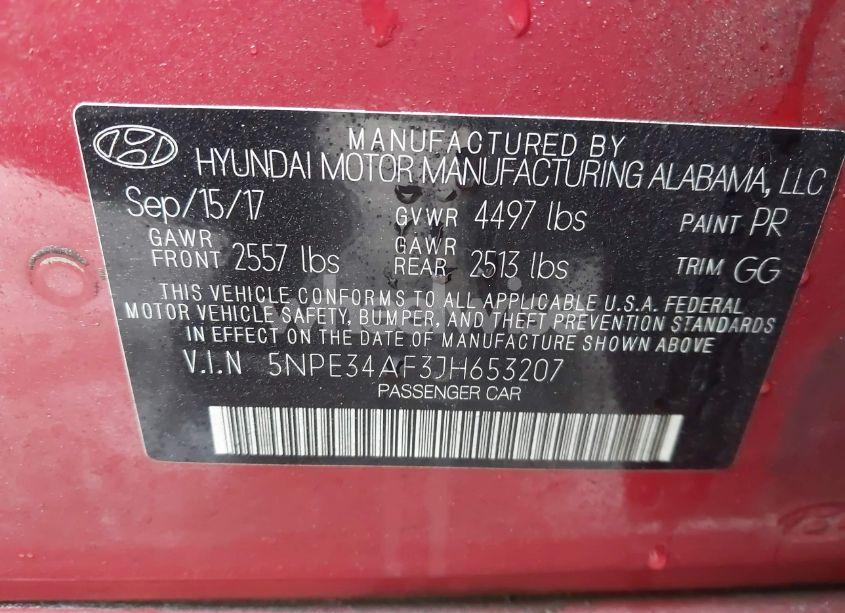 MANUFACTURED BY
HYUNDAI MOTOR MANUFACTURING ALABAMA, LLC
Sep/15/17 GVWR 4497 lbs PAINT PR
GAWR FRONT 2557 lbs GAWR REAR 2513 lbs TRIM GG
THIS VEHICLE CONFORMS TO ALL APPLICABLE U.S.A. FEDERAL
MOTOR VEHICLE SAFETY, BUMPER, AND THEFT PREVENTION STANDARDS
IN EFFECT ON THE DATE OF MANUFACTURE SHOWN ABOVE
V.I.N 5NPE34AF3JH653207
PASSENGER CAR